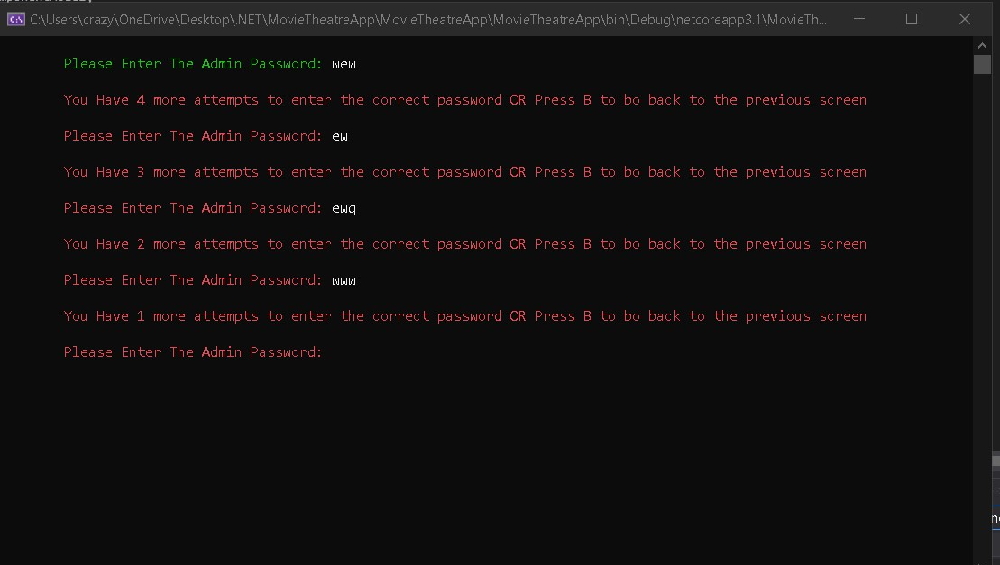 C:\Users\crazy\OneDrive\Desktop\.NET\MovieTheatreApp\MovieTheatreApp\MovieTheatreApp\bin\Debug\netcoreapp3.1\MovieTh...
Please Enter The Admin Password: wew
You Have 4 more attempts to enter the correct password OR Press B to bo back to the previous screen
Please Enter The Admin Password: ew
You Have 3 more attempts to enter the correct password OR Press B to bo back to the previous screen
Please Enter The Admin Password: ewq
You Have 2 more attempts to enter the correct password OR Press B to bo back to the previous screen
Please Enter The Admin Password: www
You Have 1 more attempts to enter the correct password OR Press B to bo back to the previous screen
Please Enter The Admin Password: